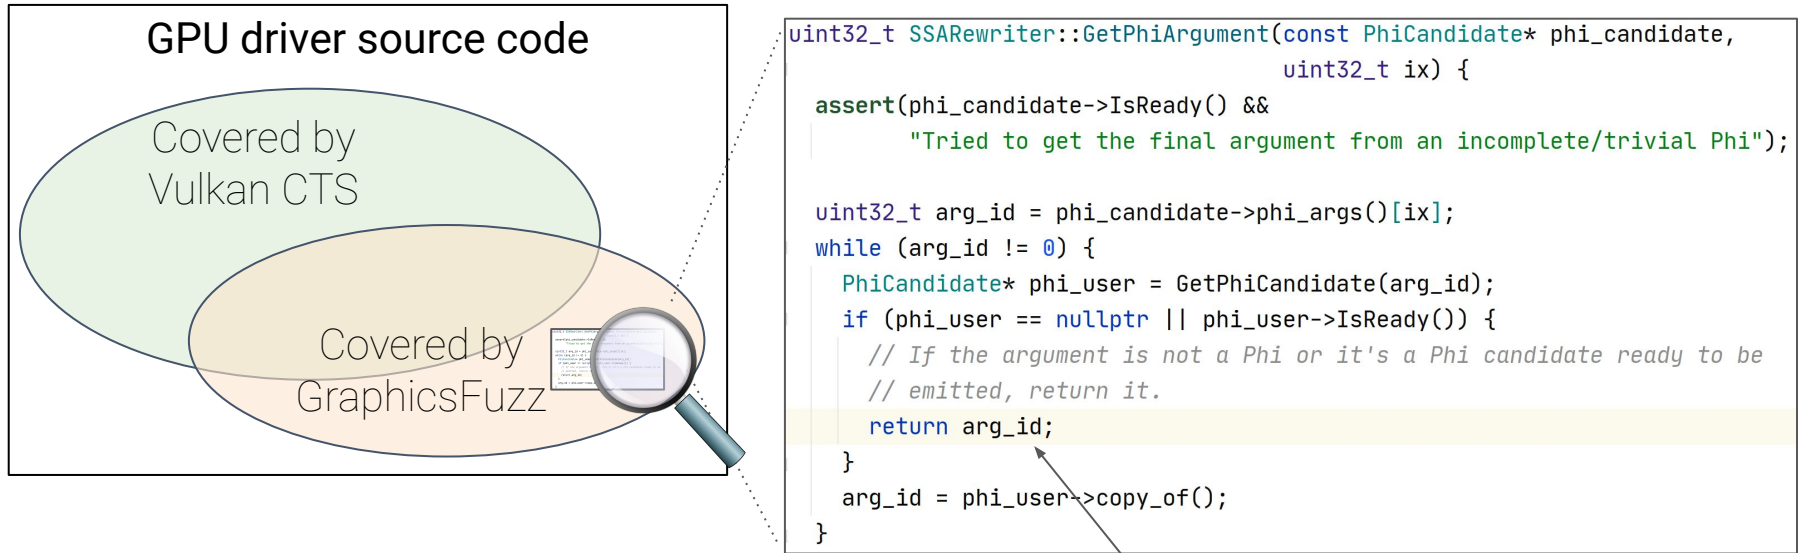 GPU driver source code
Covered by
Vulkan CTS
Covered by
GraphicsFuzz
uint32_t SSARewriter::GetPhiArgument(const PhiCandidate* phi_candidate,
uint32_t ix) {
assert(phi_candidate->IsReady() &&
"Tried to get the final argument from an incomplete/trivial Phi");
uint32_t arg_id = phi_candidate->phi_args()[ix];
while (arg_id != 0) {
PhiCandidate* phi_user = GetPhiCandidate(arg_id);
if (phi_user == nullptr || phi_user->IsReady()) {
// If the argument is not a Phi or it's a Phi candidate ready to be
// emitted, return it.
return arg_id;
}
arg_id = phi_user->copy_of();
}